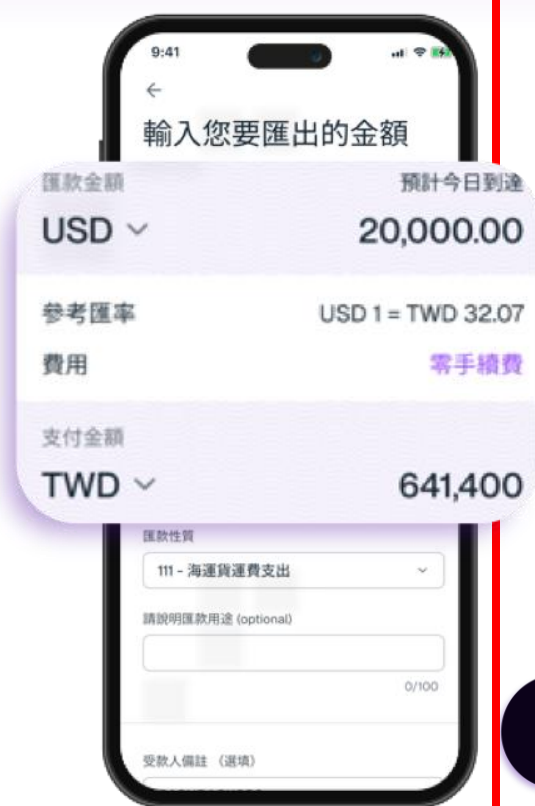 9:41
輸入您要匯出的金額
匯款金額 預計今日到達
USD 20,000.00
參考匯率 USD 1 = TWD 32.07
費用 零手續費
支付金額
TWD 641,400
匯款性質
111 - 海運貨運費支出
請說明匯款用途 (optional)
0/100
受款人備註 （選填）